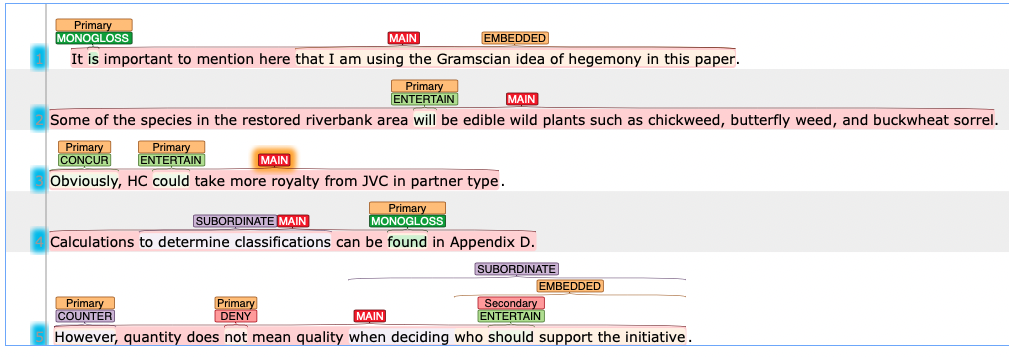 Primary
MONOGLOSS MAIN EMBEDDED
1 It is important to mention here that I am using the Gramscian idea of hegemony in this paper.
Primary
ENTERTAIN MAIN
2 Some of the species in the restored riverbank area will be edible wild plants such as chickweed, butterfly weed, and buckwheat sorrel.
Primary Primary
CONCUR ENTERTAIN MAIN
3 Obviously, HC could take more royalty from JVC in partner type.
Primary
SUBORDINATE MAIN MONOGLOSS
4 Calculations to determine classifications can be found in Appendix D.
SUBORDINATE
EMBEDDED
Primary Primary Secondary
COUNTER DENY MAIN ENTERTAIN
5 However, quantity does not mean quality when deciding who should support the initiative.